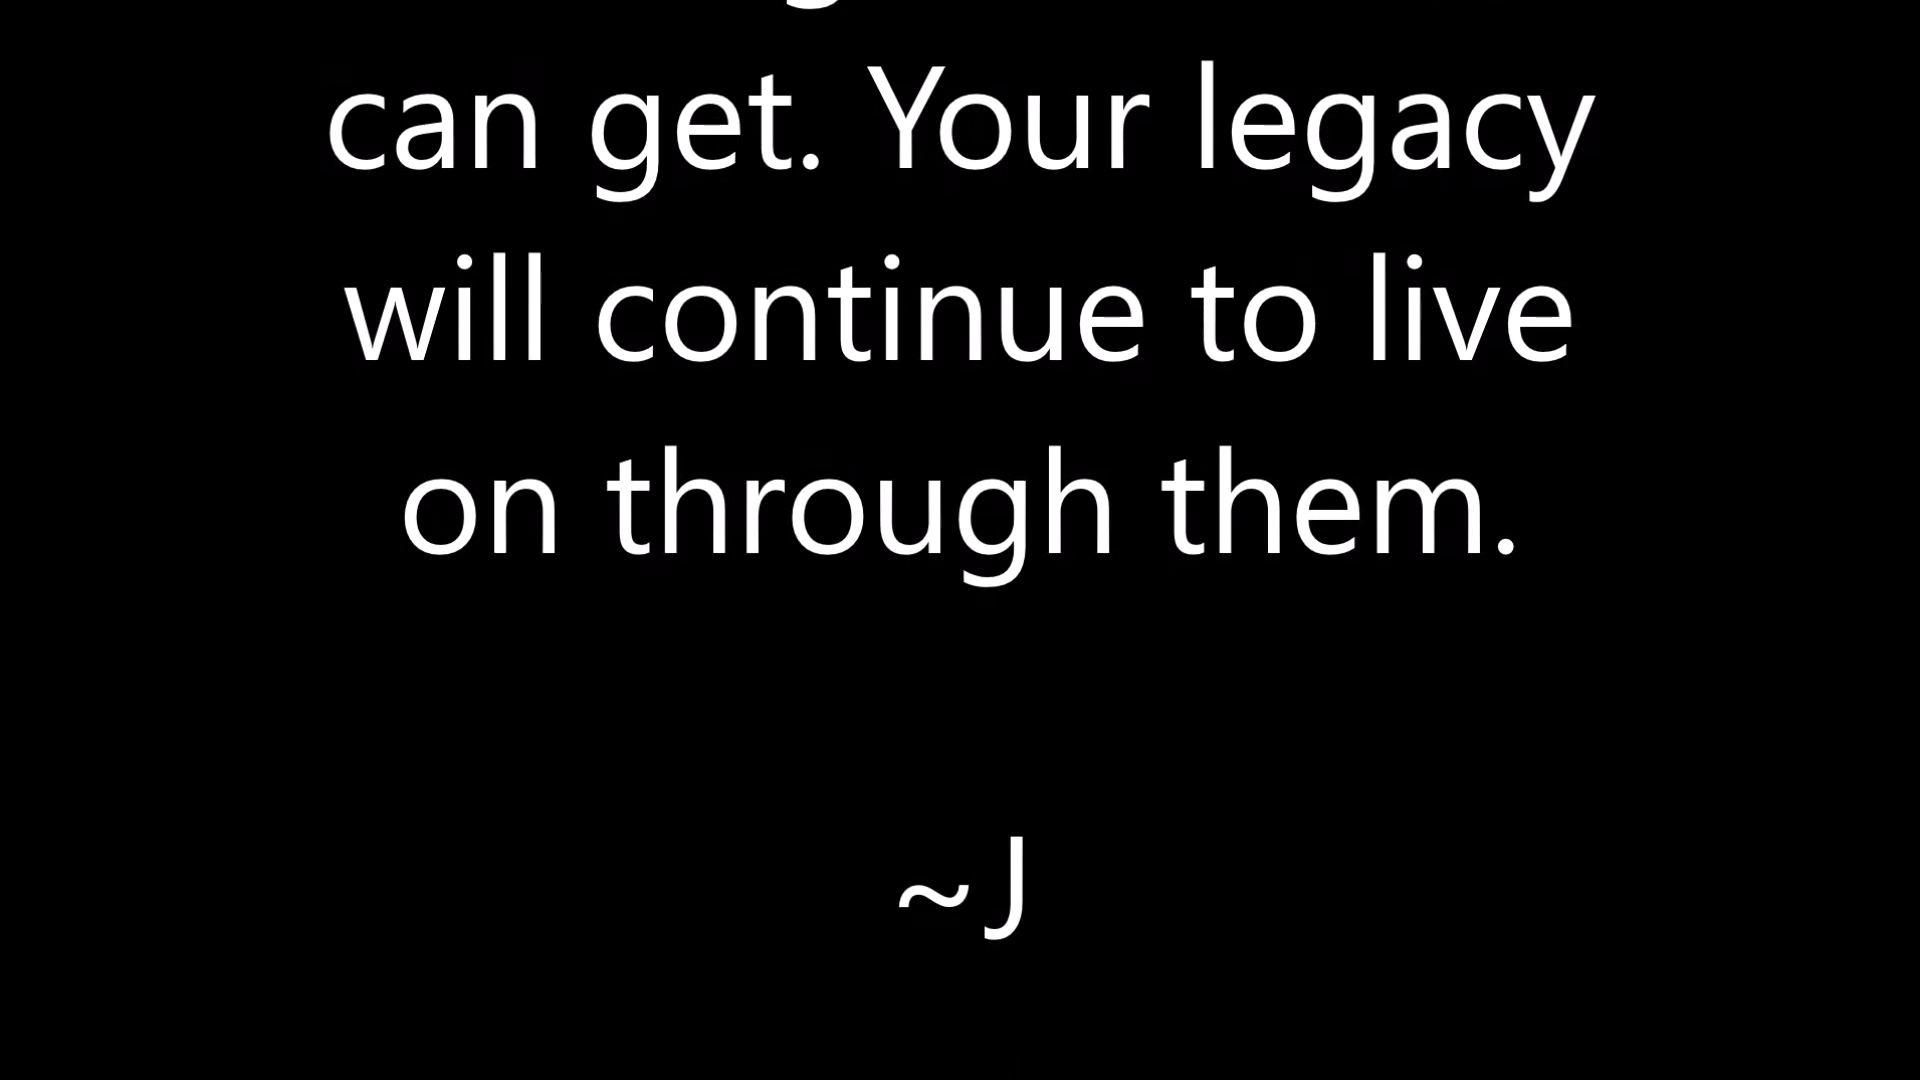 can get. Your legacy
will continue to live
on through them.
~J